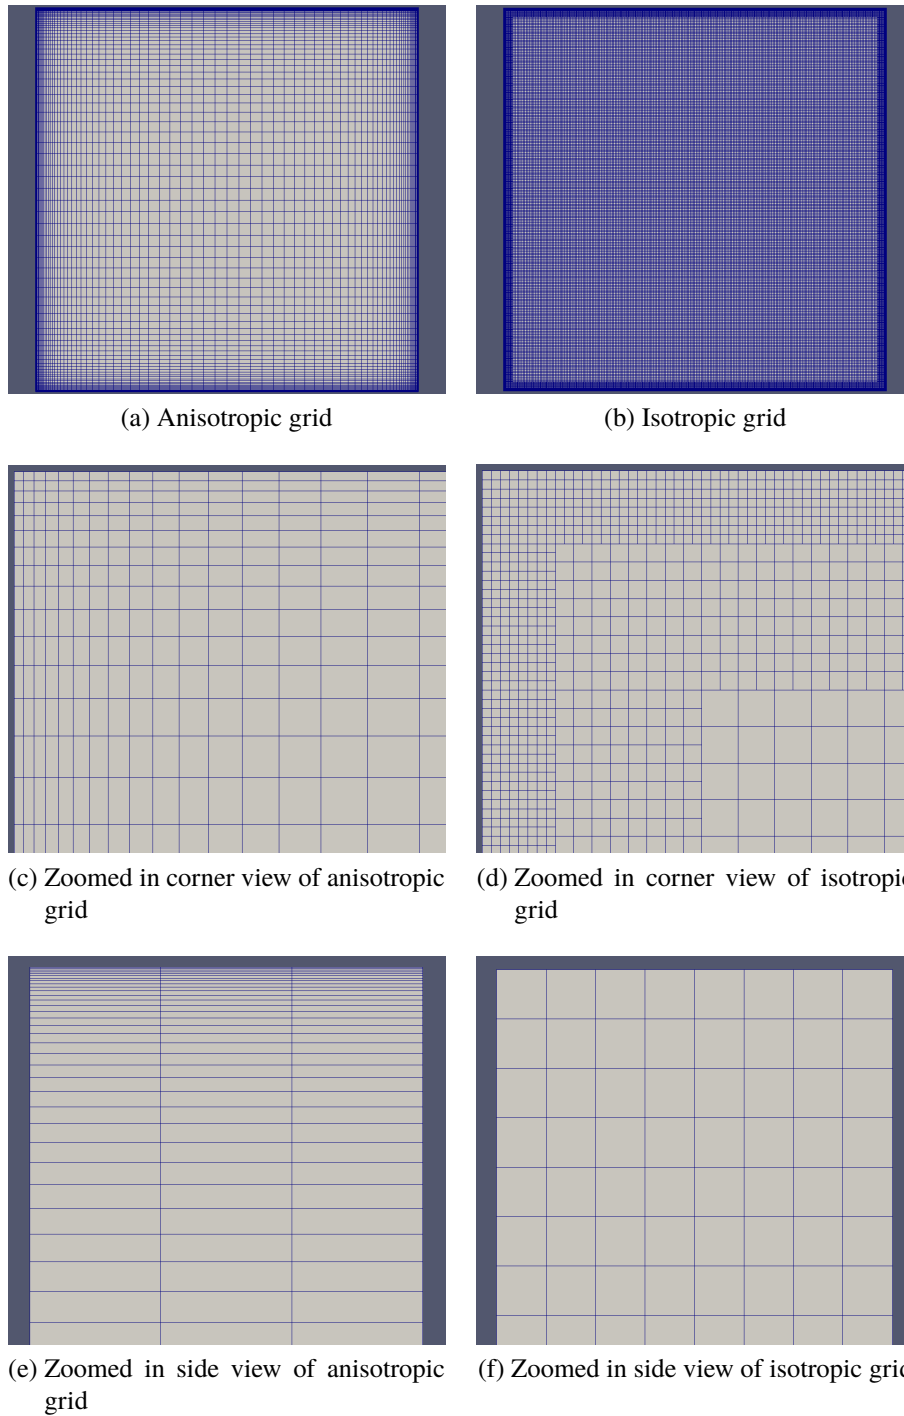 (a) Anisotropic grid
(b) Isotropic grid
(c) Zoomed in corner view of anisotropic
grid
(d) Zoomed in corner view of isotropic
grid
(e) Zoomed in side view of anisotropic
grid
(f) Zoomed in side view of isotropic grid